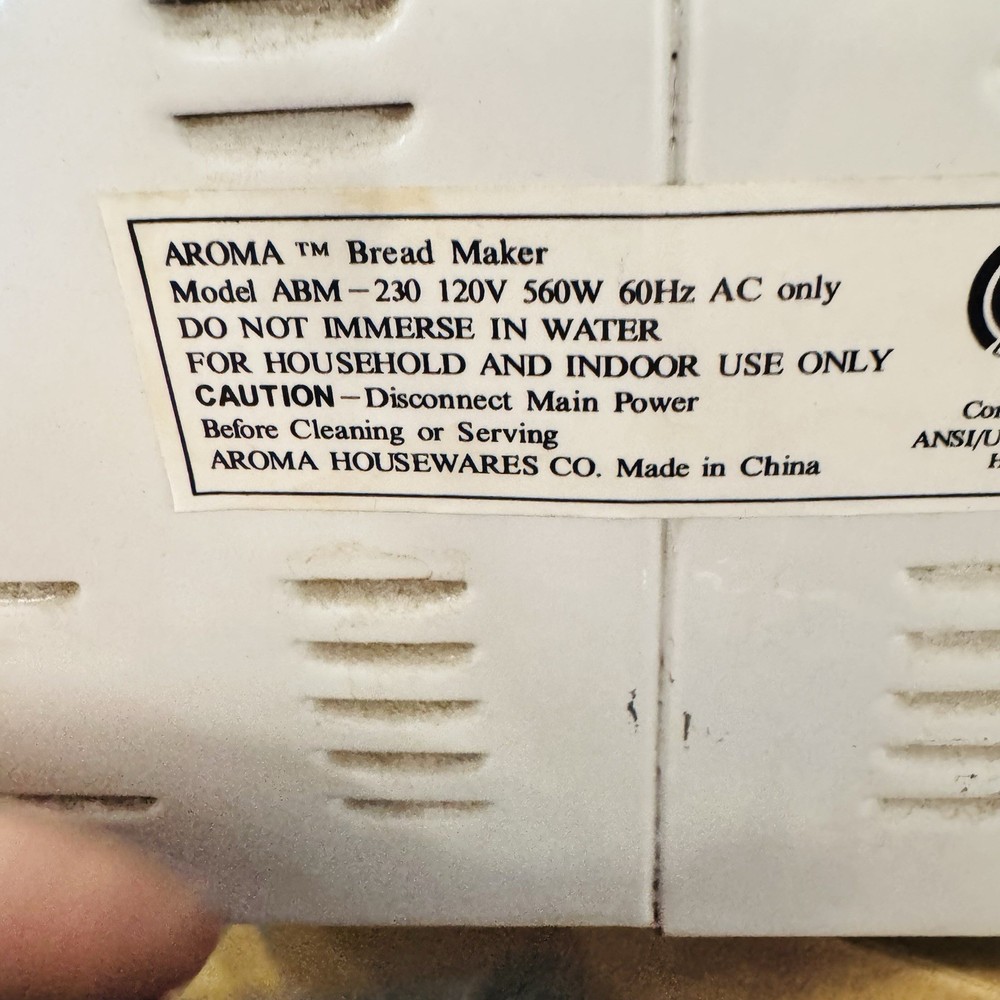 AROMA ™ Bread Maker
Model ABM-230 120V 560W 60Hz AC only
DO NOT IMMERSE IN WATER
FOR HOUSEHOLD AND INDOOR USE ONLY
CAUTION-Disconnect Main Power
Before Cleaning or Serving
AROMA HOUSEWARES CO. Made in China
ANSI/U